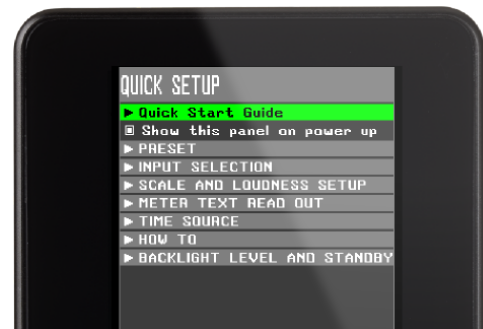 QUICK SETUP
Quick Start Guide
Show this panel on power up
PRESET
INPUT SELECTION
SCALE AND LOUDNESS SETUP
METER TEXT READ OUT
TIME SOURCE
HOW TO
BACKLIGHT LEVEL AND STANDBY